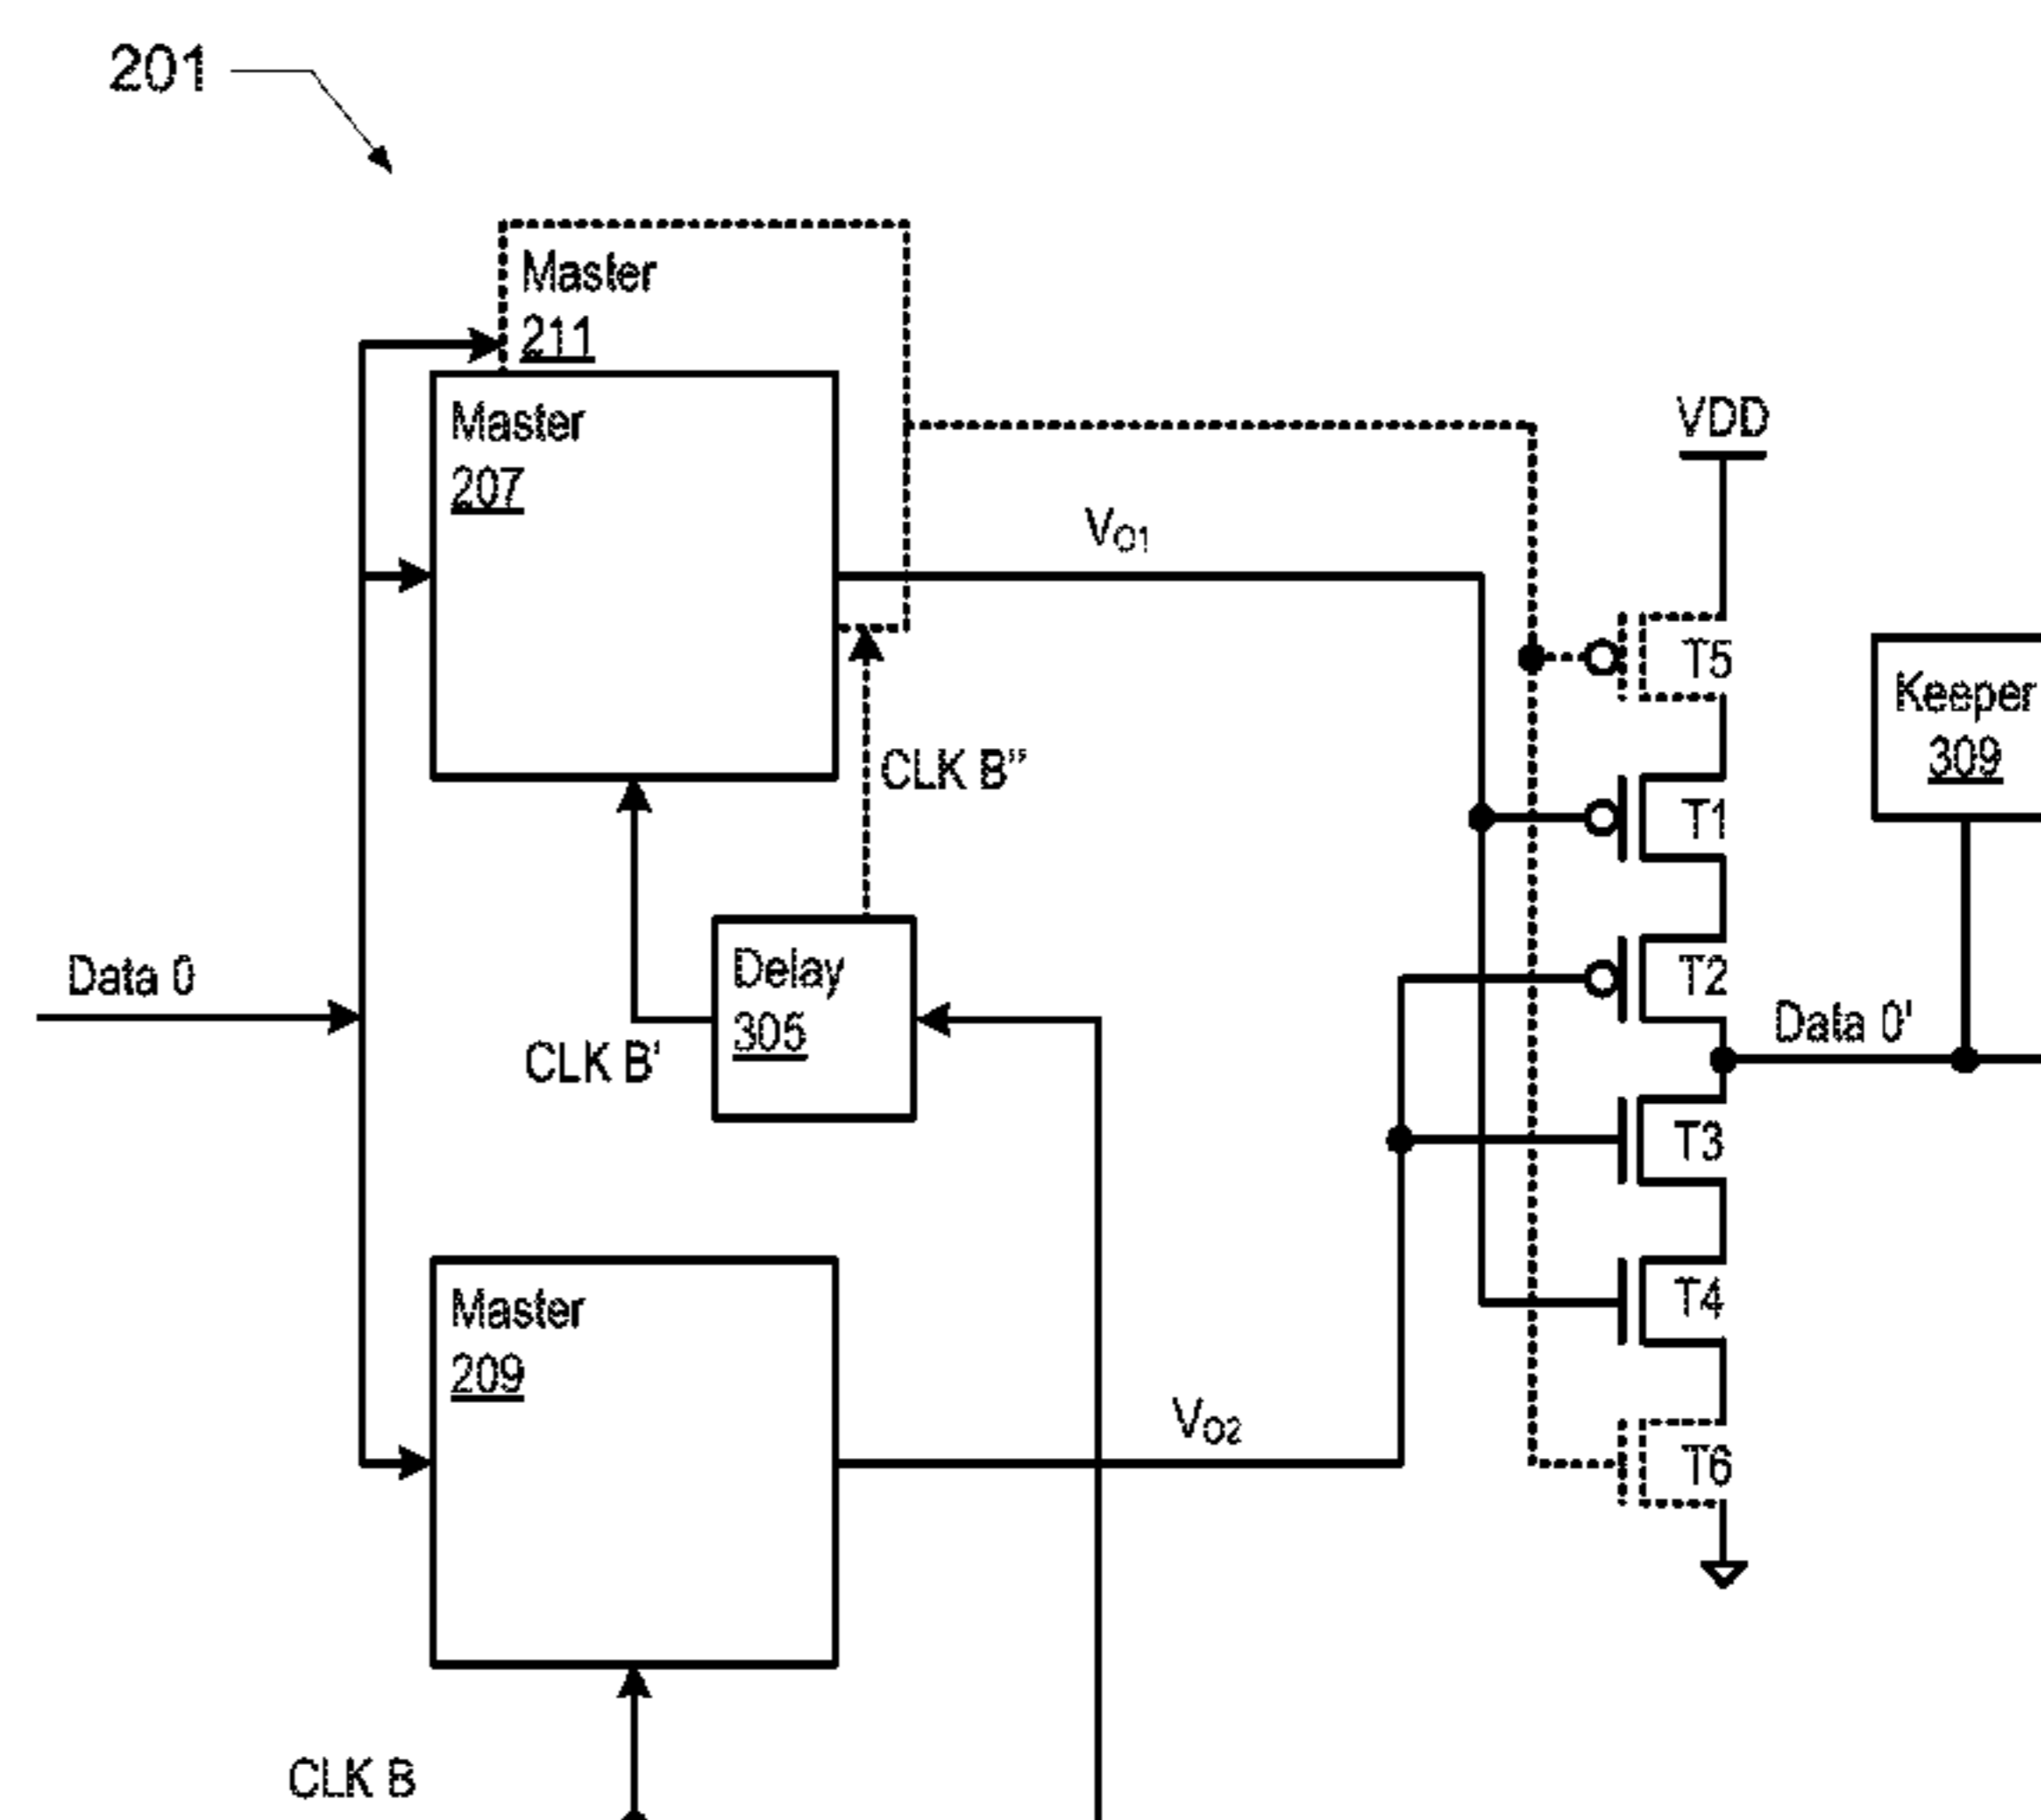 201
Master
211
Master
207
VDD
VO1
T5
Keeper
309
CLK B”
T1
Delay
305
T2
Data 0
Data 0'
CLK B'
T3
Master
209
T4
VO2
T6
CLK B